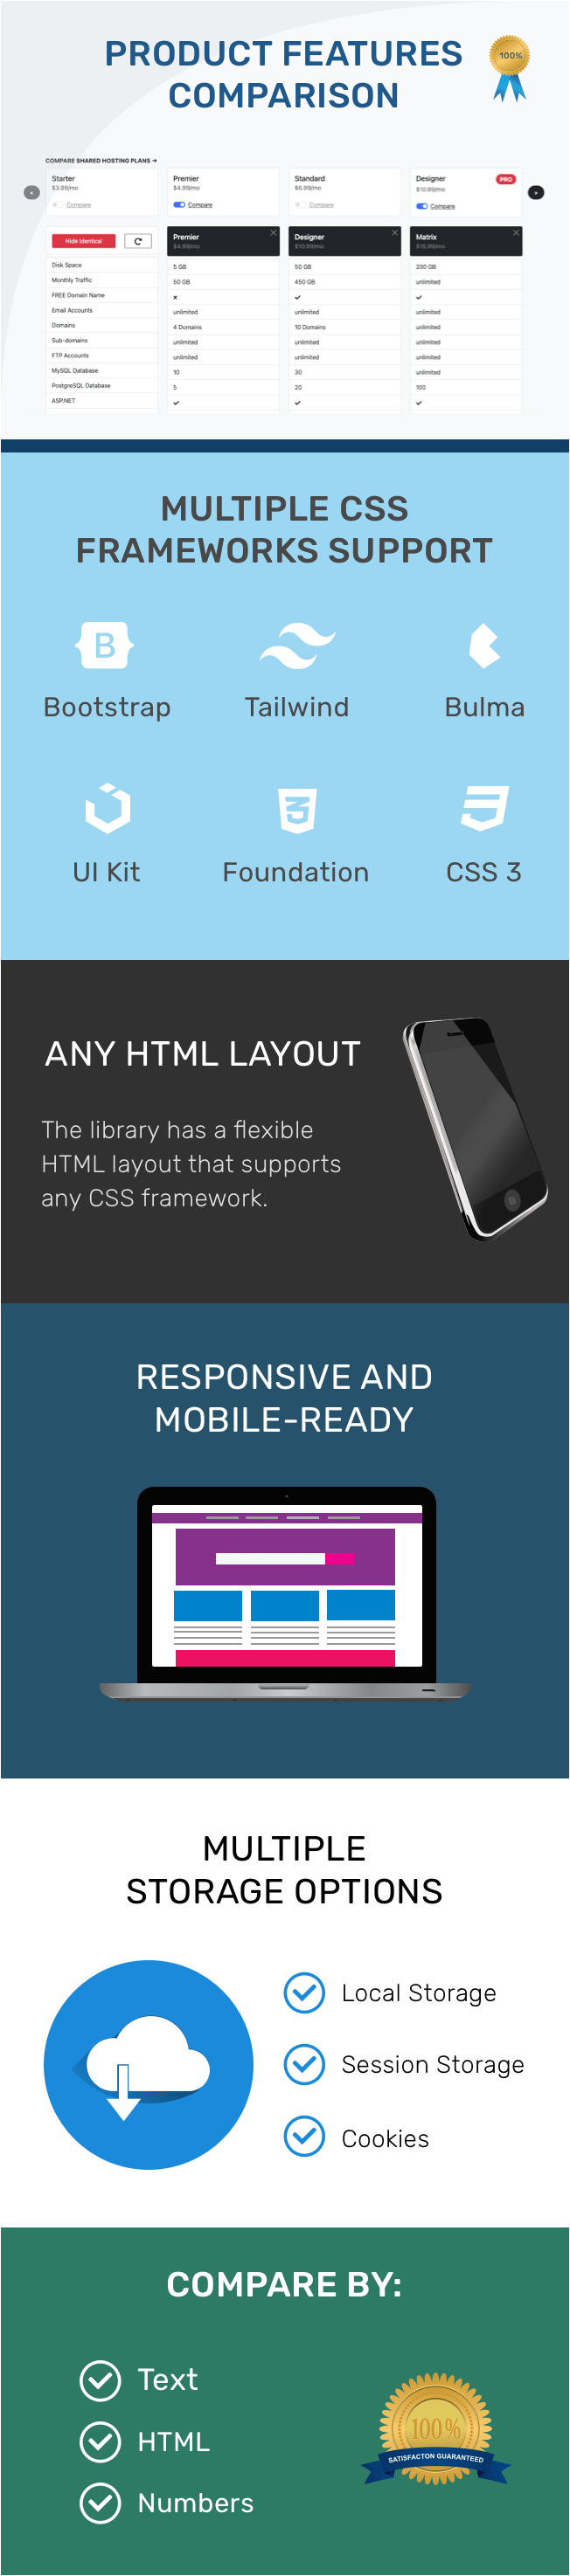 PRODUCT FEATURES
COMPARISON
100%
COMPARE SHARED HOSTING PLANS
Starter
$3.99/mo
Compare
Premier
$4.99/mo
Compare
Standard
$6.99/mo
Compare
Designer
PRO
$10.99/mo
Compare
Hide Identical
Premier
$4.99/mo
Designer
$10.99/mo
Matrix
Disk Space 5 GB 50 GB 200 GB
Monthly Traffic 50 GB 450 GB unlimited
FREE Domain Name
Email Accounts unlimited unlimited unlimited
Domains 4 Domains 10 Domains unlimited
Sub-domains unlimited unlimited unlimited
FTP Accounts unlimited unlimited unlimited
MySQL Database 10 30 unlimited
PostgreSQL Database 5 20 100
ASP.NET
MULTIPLE CSS
FRAMEWORKS SUPPORT
B
Bootstrap Tailwind Bulma
UI Kit Foundation CSS 3
ANY HTML LAYOUT
The library has a flexible
HTML layout that supports
any CSS framework.
RESPONSIVE AND
MOBILE-READY
MULTIPLE
STORAGE OPTIONS
Local Storage
Session Storage
Cookies
COMPARE BY:
Text
HTML
Numbers
100%
SATISFACTON GUARANTEED